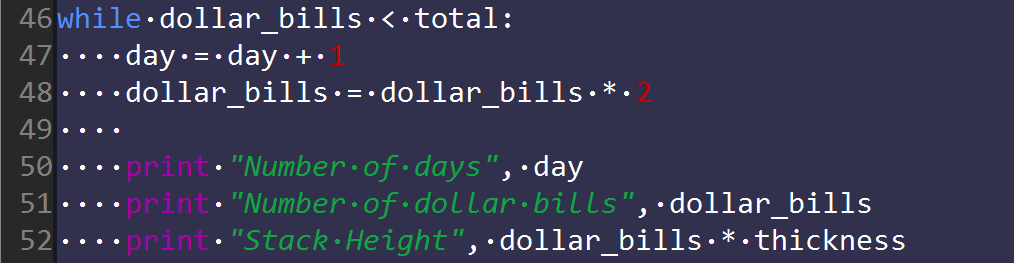 46 while dollar_bills < total:
47 ····day·=·day·+·1
48 ····dollar_bills·=·dollar_bills·*·2
49 ····
50 ····print·"Number·of·days",·day
51 ····print·"Number·of·dollar·bills",·dollar_bills
52 ····print·"Stack·Height",·dollar_bills·*·thickness